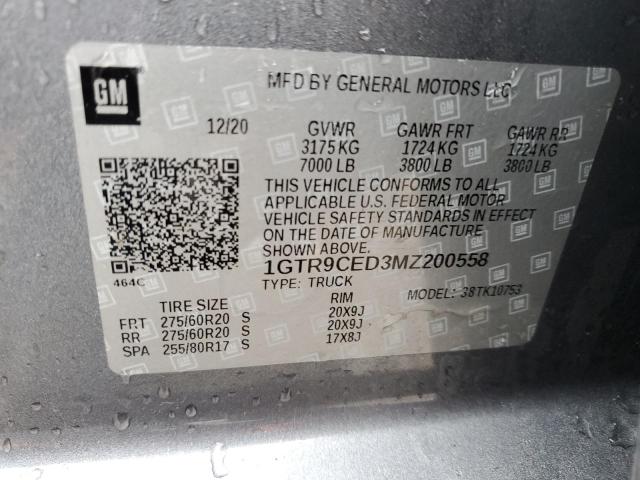 GM
MFD BY GENERAL MOTORS LLC
12/20 GVWR GAWR FRT GAWR RR
3175 KG 1724 KG 1724 KG
7000 LB 3800 LB 3800 LB
THIS VEHICLE CONFORMS TO ALL
APPLICABLE U.S. FEDERAL MOTOR
VEHICLE SAFETY STANDARDS IN EFFECT
ON THE DATE OF MANUFACTURE
SHOWN ABOVE.
464C 1GTR9CED3MZ200558
TYPE: TRUCK MODEL: 38TK10753
TIRE SIZE RIM
FRT 275/60R20 S 20X9J
RR 275/60R20 S 20X9J
SPA 255/80R17 S 17X8J